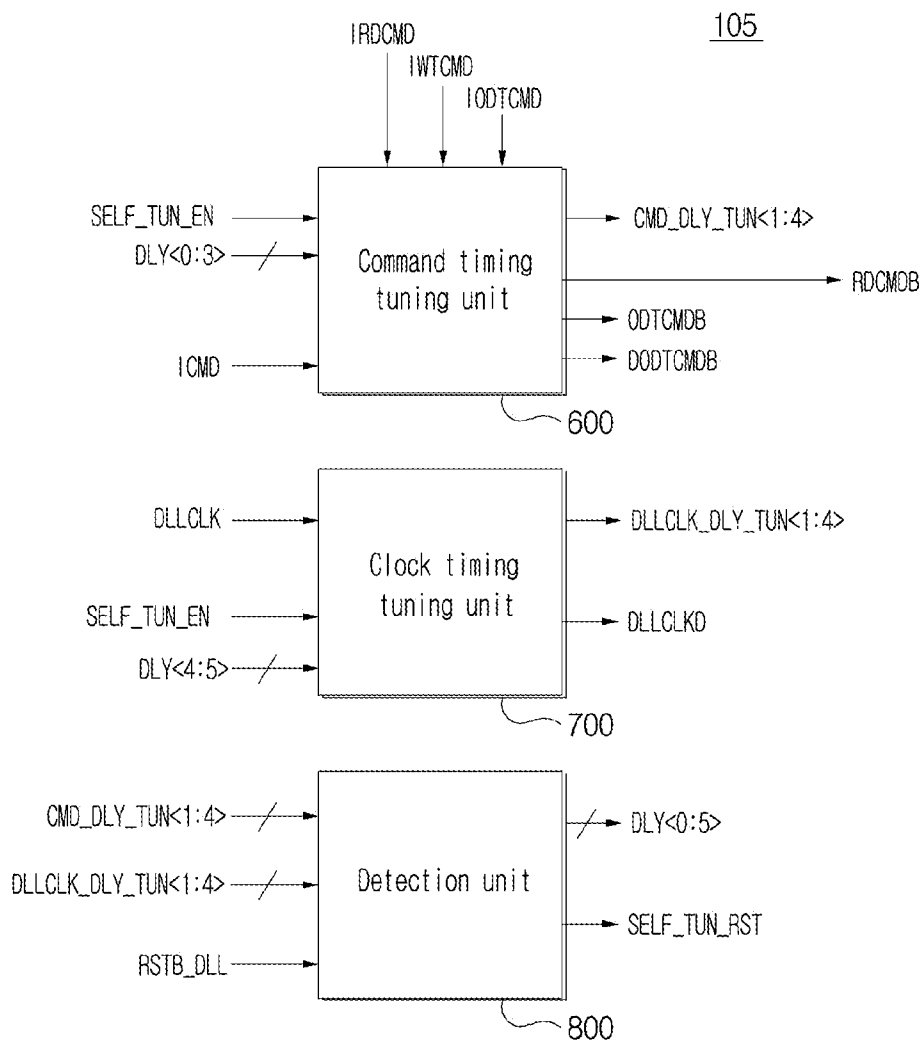 105
IRDCMD
IWTCMD
IODTCMD
SELF_TUN_EN
DLY<0:3>
ICMD
Command timing
tuning unit
CMD_DLY_TUN<1:4>
RDCMDB
ODTCMDB
DODTCMDB
600
DLLCLK
SELF_TUN_EN
DLY<4:5>
Clock timing
tuning unit
DLLCLK_DLY_TUN<1:4>
DLLCLKD
700
CMD_DLY_TUN<1:4>
DLLCLK_DLY_TUN<1:4>
RSTB_DLL
Detection unit
DLY<0:5>
SELF_TUN_RST
800